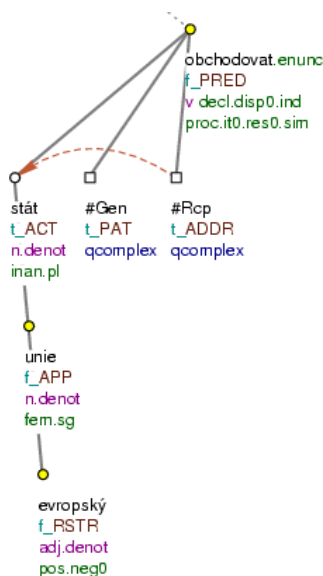 obchodovat.enunc
f_PRED
v decl.disp0.ind
proc.it0.res0.sim
stát
t_ACT
n.denot
inan.pl
#Gen
t_PAT
qcomplex
#Rcp
t_ADDR
qcomplex
unie
f_APP
n.denot
fem.sg
evropský
f_RSTR
adj.denot
pos.neg0